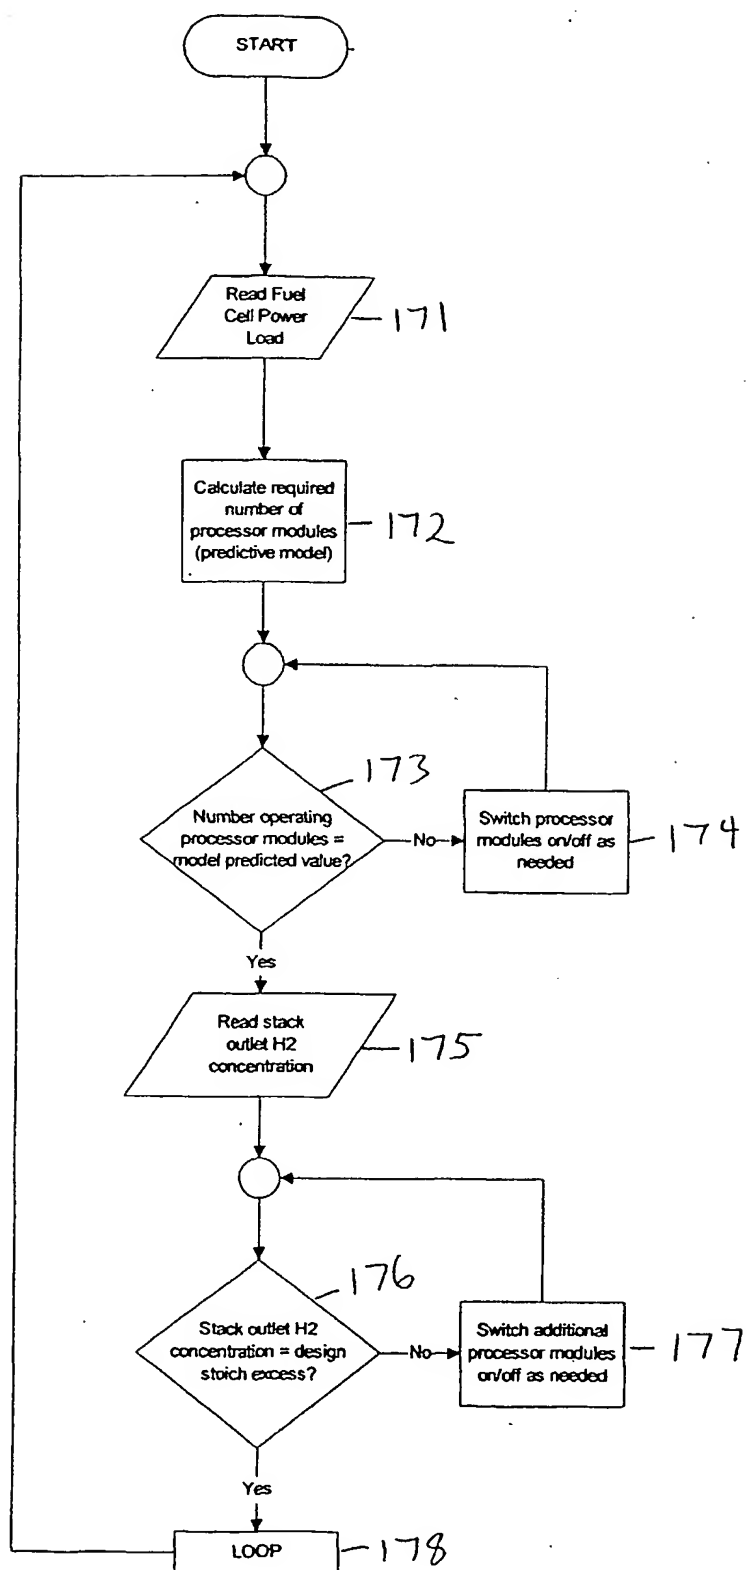 START
Read Fuel
Cell Power
Load
171
Calculate required
number of
processor modules
(predictive model)
172
173
Number operating
processor modules =
model predicted value?
No
Switch processor
modules on/off as
needed
174
Yes
Read stack
outlet H2
concentration
175
176
Stack outlet H2
concentration = design
stoich excess?
No
Switch additional
processor modules
on/off as needed
177
Yes
LOOP
178